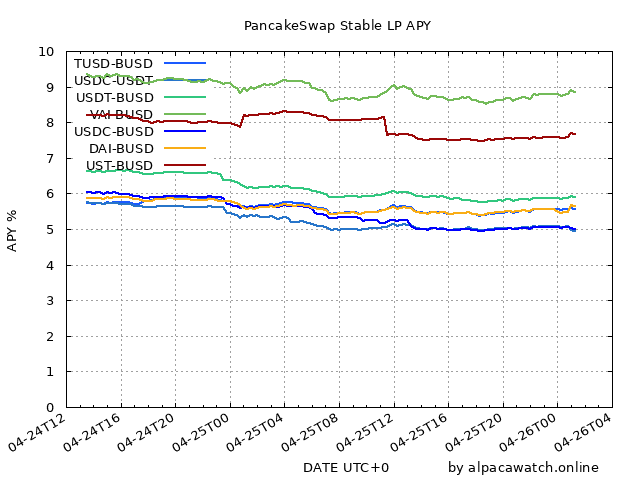 PancakeSwap Stable LP APY
10
9
8
7
6
5
4
3
2
1
0
APY %
TUSD-BUSD
USDC-USDT
USDT-BUSD
VAI-BUSD
USDC-BUSD
DAI-BUSD
UST-BUSD
04-24T12
04-24T16
04-24T20
04-25T00
04-25T04
04-25T08
04-25T12
04-25T16
04-25T20
04-26T00
04-26T04
DATE UTC+0
by alpacawatch.online